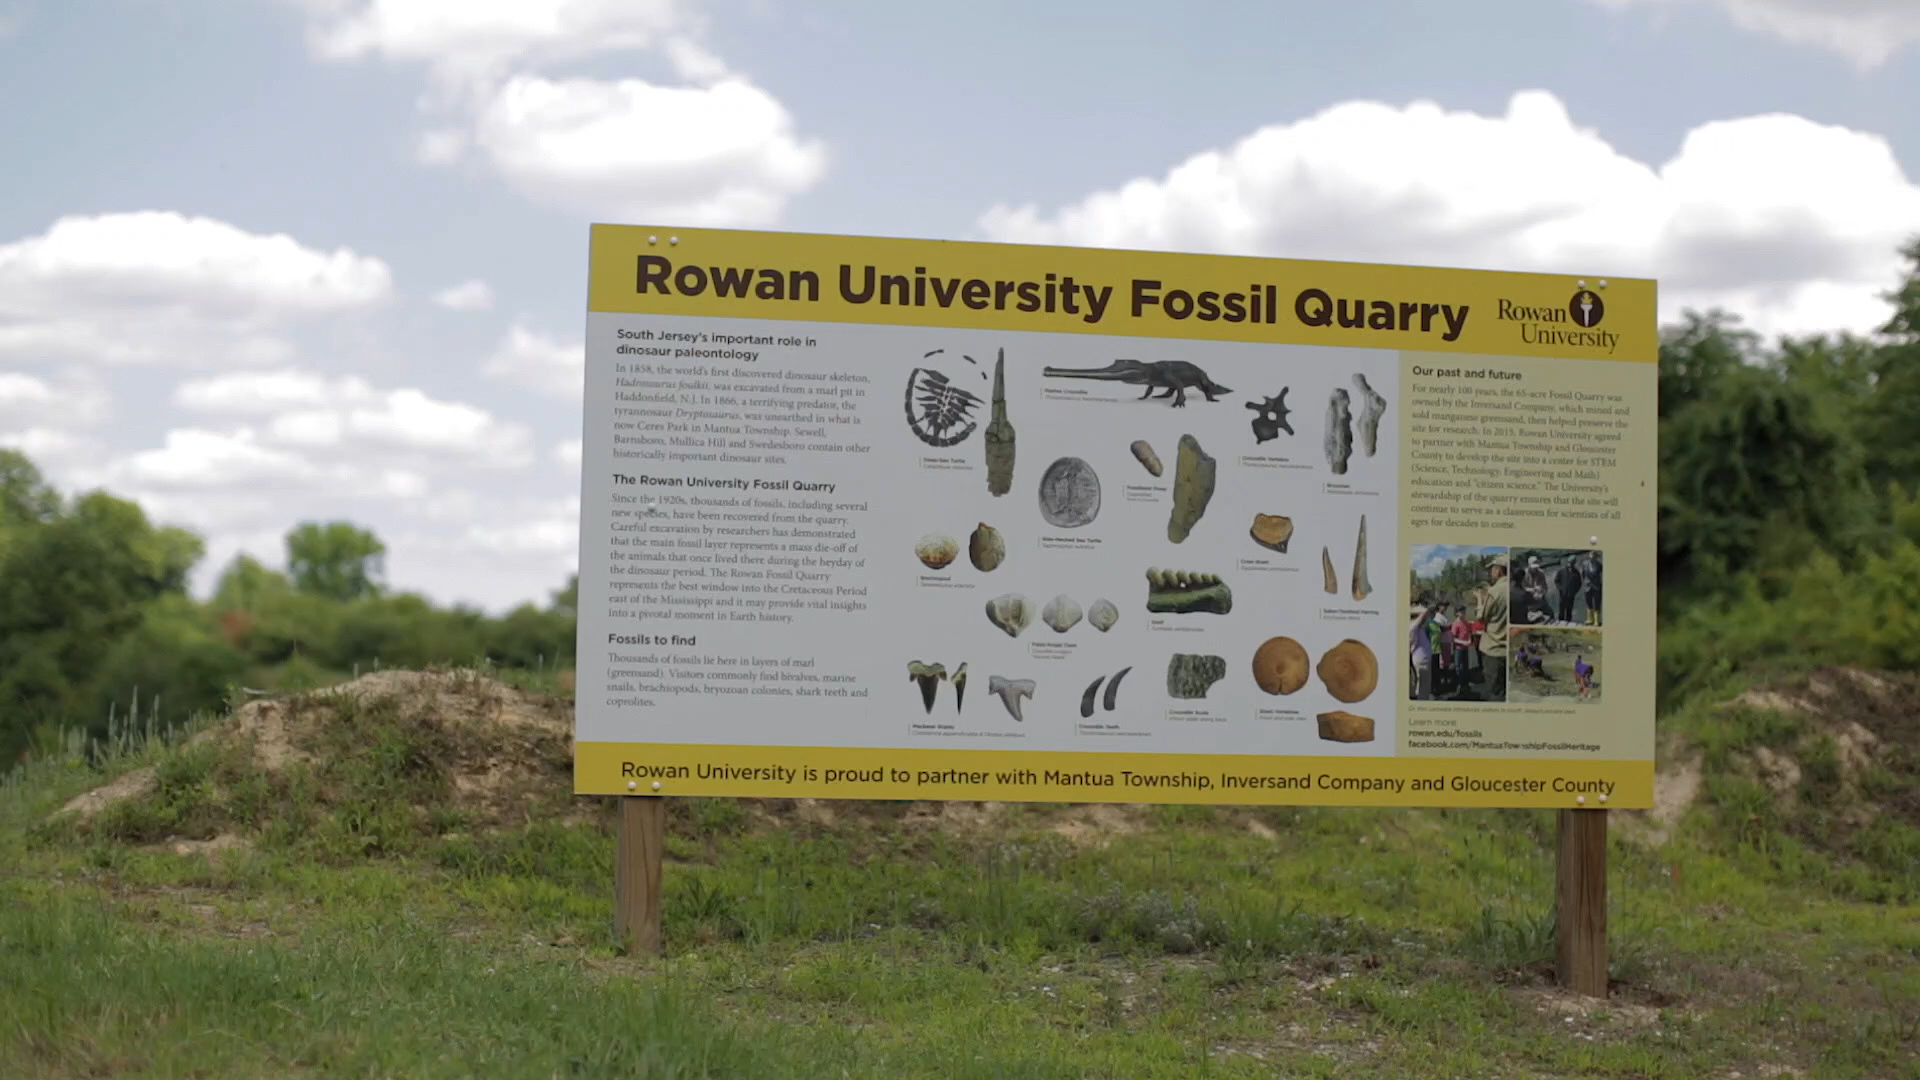 Rowan University Fossil Quarry
Rowan
University
South Jersey's important role in
dinosaur paleontology
In 1858, the world's first discovered dinosaur skeleton,
Hadrosaurus foulkii, was excavated from a marl pit in
Haddonfield, N.J. In 1866, a terrifying predator, the
tyrannosaur Dryptosaurus, was unearthed in what is
now Ceres Park in Mantua Township. Sewell,
Barnsboro, Mullica Hill and Swedesboro contain other
historically important dinosaur sites.
The Rowan University Fossil Quarry
Since the 1920s, thousands of fossils, including several
new species, have been recovered from the quarry.
Careful excavation by researchers has demonstrated
that the main fossil layer represents a mass die-off of
the animals that once lived there during the heyday of
the dinosaur period. The Rowan Fossil Quarry
represents the best window into the Cretaceous Period
east of the Mississippi and it may provide vital insights
into a pivotal moment in Earth history.
Fossils to find
Thousands of fossils lie here in layers of marl
(greensand). Visitors commonly find bivalves, marine
snails, brachiopods, bryozoan colonies, shark teeth and
coprolites.
Crocodile Teeth
Crocodile Scute
Our past and future
For nearly 100 years, the 65-acre Fossil Quarry was
owned by the Inversand Company, which mined and
sold manganese greensand, then helped preserve the
site for research. In 2015, Rowan University agreed
to partner with Mantua Township and Gloucester
County to develop the site into a center for STEM
(Science, Technology, Engineering and Math)
education and "citizen science." The University's
stewardship of the quarry ensures that the site will
continue to serve as a classroom for scientists of all
ages for decades to come.
Learn more
rowan.edu/fossils
facebook.com/MantuaTownshipFossilHeritage
Rowan University is proud to partner with Mantua Township, Inversand Company and Gloucester County